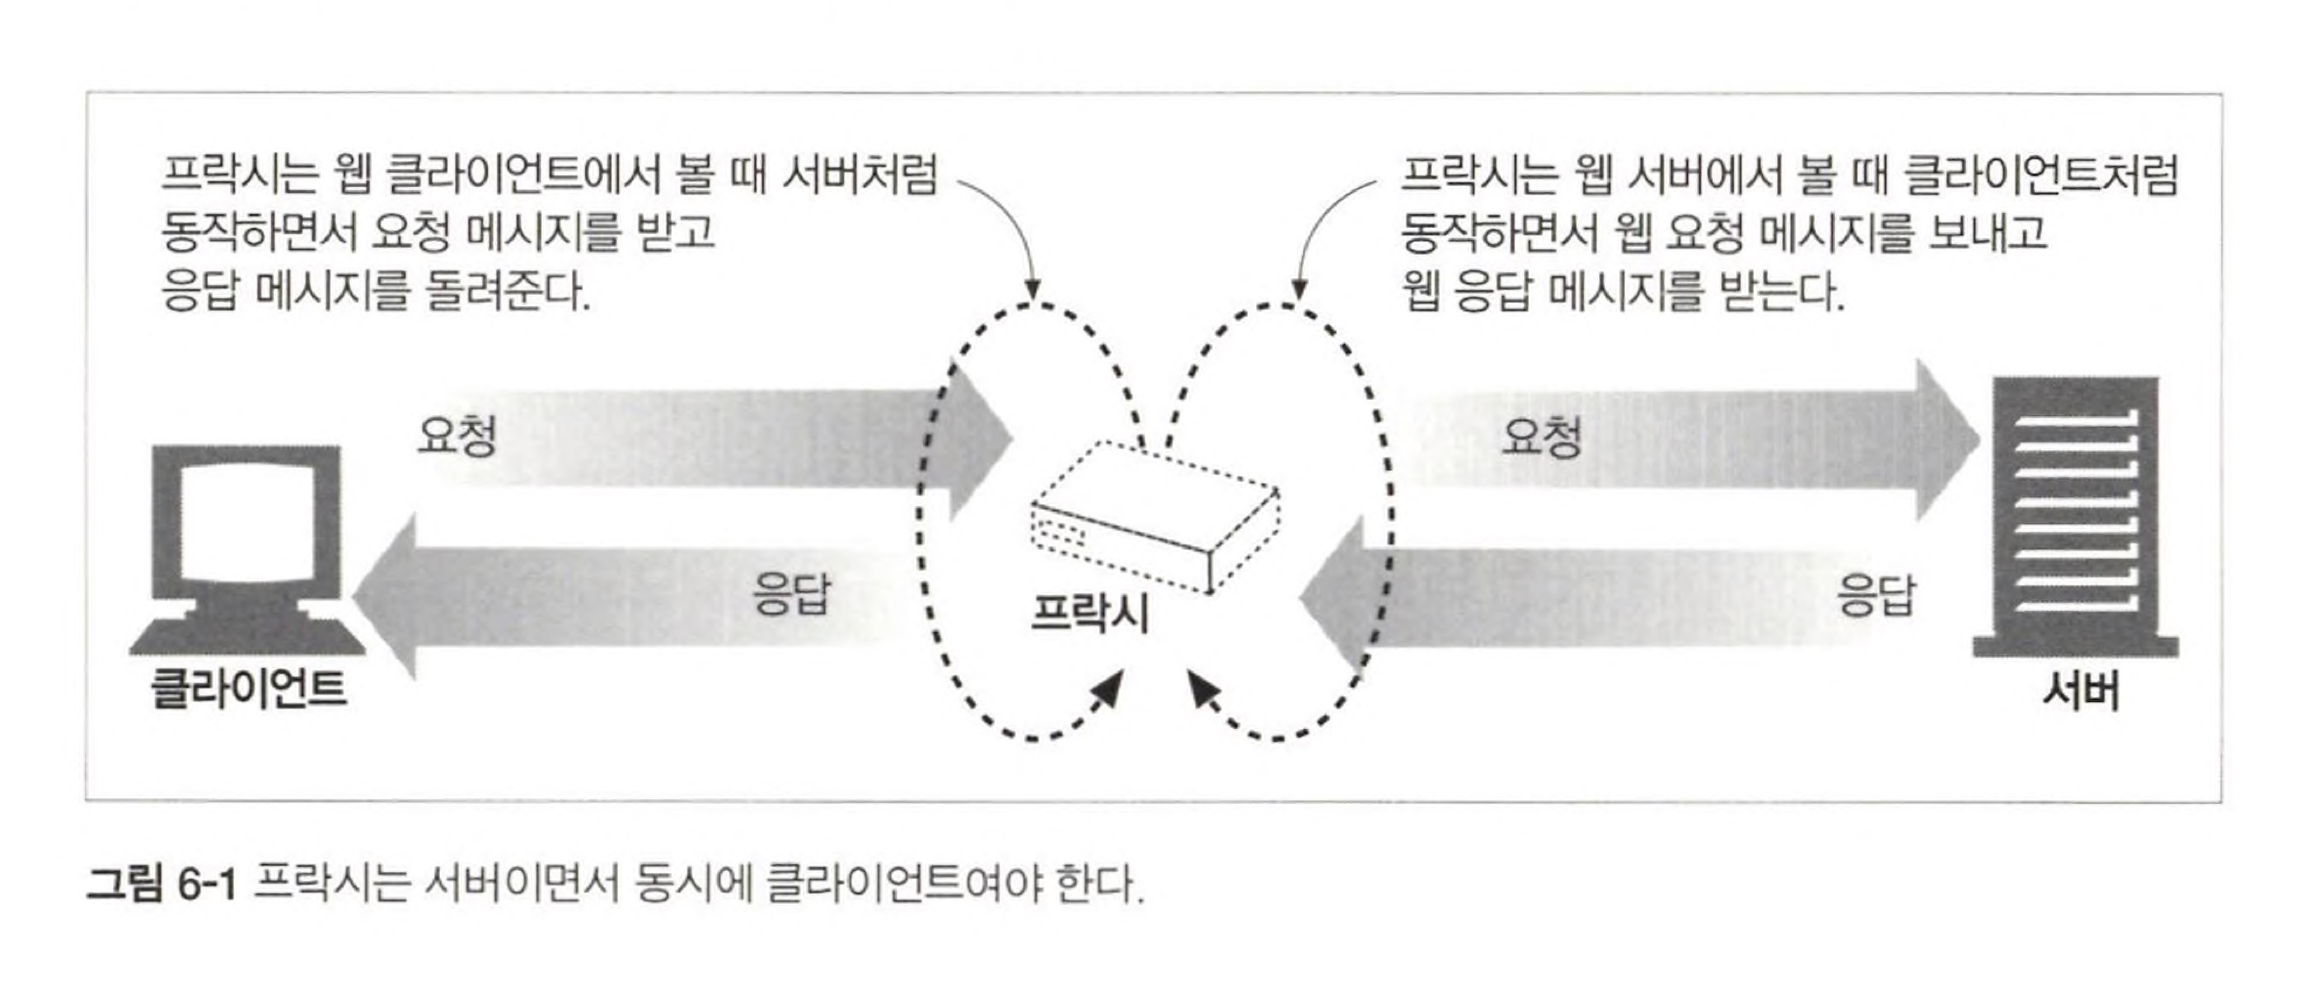 프락시는 웹 클라이언트에서 볼 때 서버처럼
동작하면서 요청 메시지를 받고
응답 메시지를 돌려준다.
프락시는 웹 서버에서 볼 때 클라이언트처럼
동작하면서 웹 요청 메시지를 보내고
웹 응답 메시지를 받는다.
요청
요청
응답
프락시
응답
클라이언트
서버
그림 6-1 프락시는 서버이면서 동시에 클라이언트여야 한다.